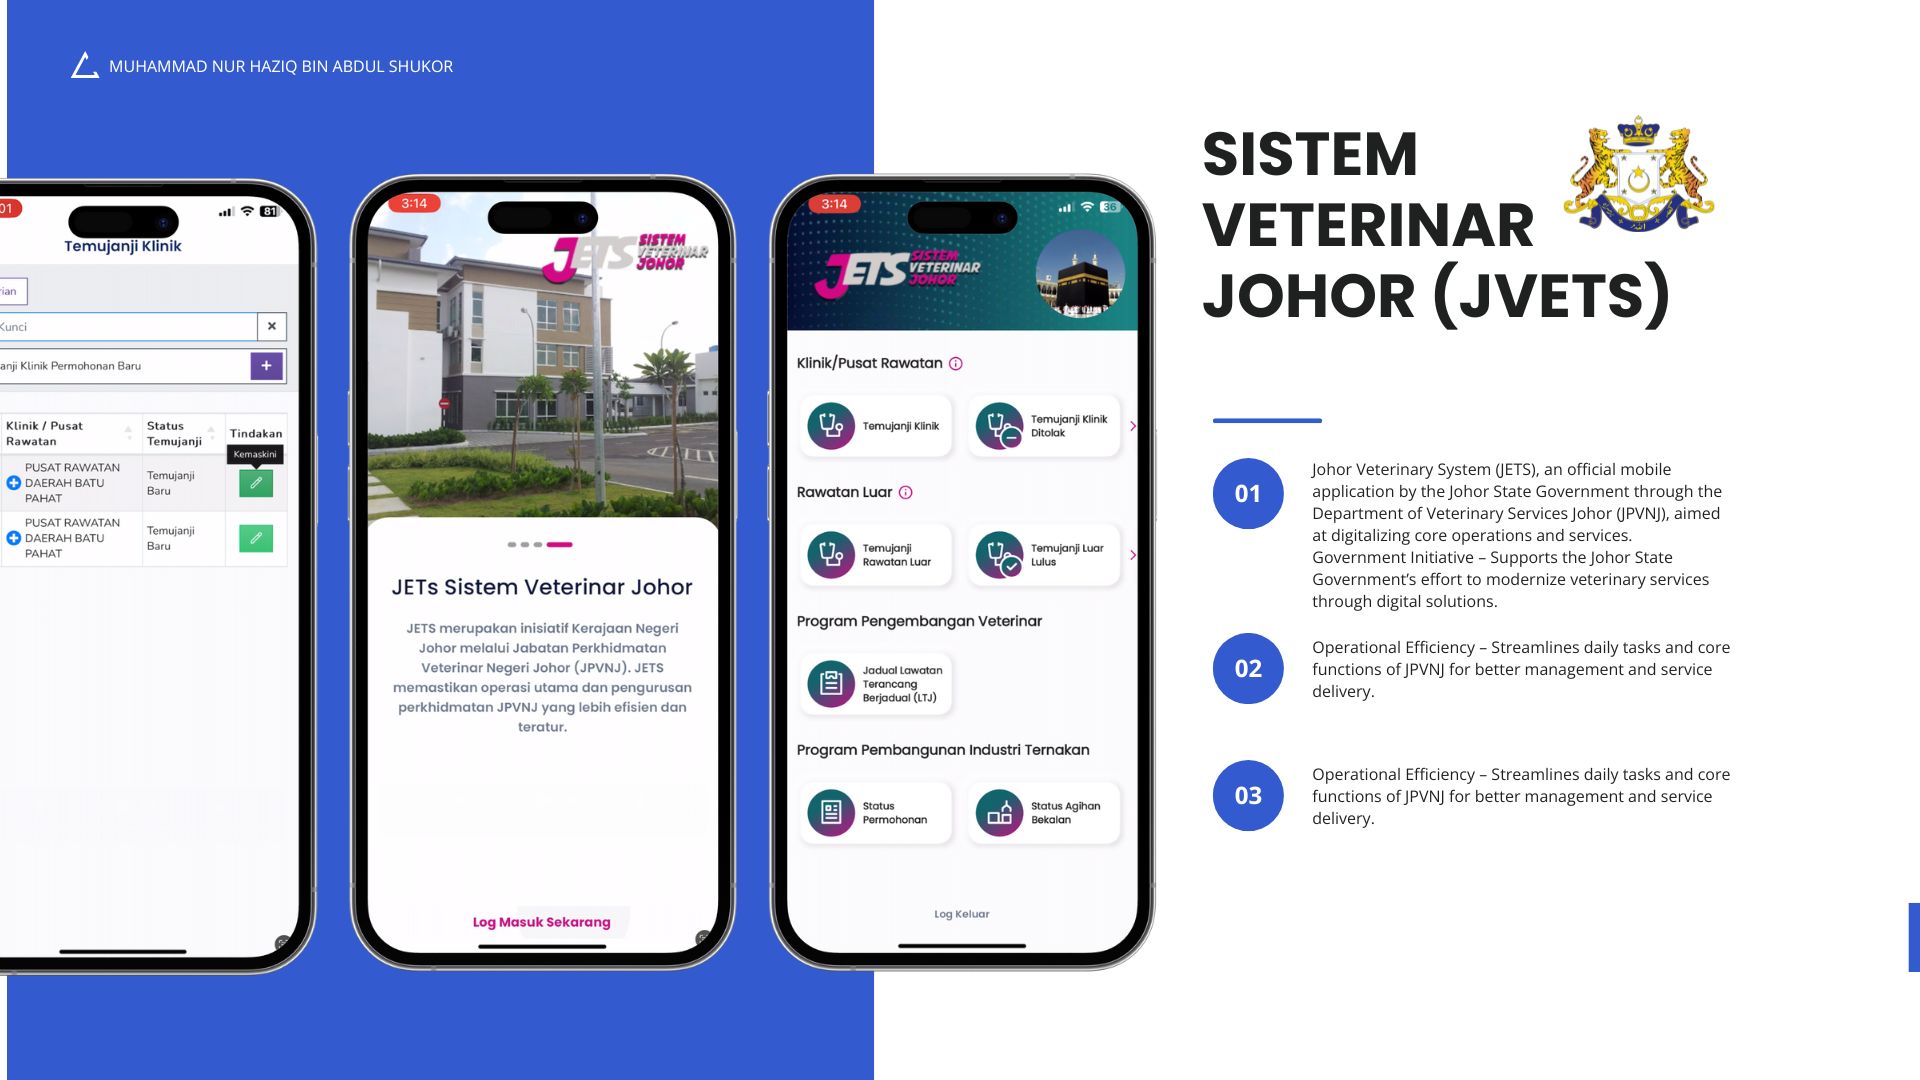 MUHAMMAD NUR HAZIQ BIN ABDUL SHUKOR
01
81
Temujanji Klinik
rian
Kunci
anji Klinik Permohonan Baru
Klinik / Pusat
Rawatan
Status
Temujanji
Tindakan
Kemaskini
PUSAT RAWATAN
DAERAH BATU
PAHAT
Temujanji
Baru
PUSAT RAWATAN
DAERAH BATU
PAHAT
Temujanji
Baru
3:14
JETS SISTEM
VETERINAR
JOHOR
JETs Sistem Veterinar Johor
JETS merupakan inisiatif Kerajaan Negeri
Johor melalui Jabatan Perkhidmatan
Veterinar Negeri Johor (JPVNJ). JETS
memastikan operasi utama dan pengurusan
perkhidmatan JPVNJ yang lebih efisien dan
teratur.
Log Masuk Sekarang
3:14
36
JETS SISTEM
VETERINAR
JOHOR
Klinik/Pusat Rawatan
Temujanji Klinik
Temujanji Klinik
Ditolak
Rawatan Luar
Temujanji
Rawatan Luar
Temujanji Luar
Lulus
Program Pengembangan Veterinar
Jadual Lawatan
Terancang
Berjadual (LTJ)
Program Pembangunan Industri Ternakan
Status
Permohonan
Status Agihan
Bekalan
Log Keluar
SISTEM
VETERINAR
JOHOR (JVETS)
01
Johor Veterinary System (JETS), an official mobile
application by the Johor State Government through the
Department of Veterinary Services Johor (JPVNJ), aimed
at digitalizing core operations and services.
Government Initiative – Supports the Johor State
Government's effort to modernize veterinary services
through digital solutions.
02
Operational Efficiency – Streamlines daily tasks and core
functions of JPVNJ for better management and service
delivery.
03
Operational Efficiency – Streamlines daily tasks and core
functions of JPVNJ for better management and service
delivery.